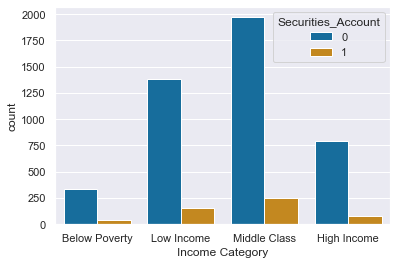 Securities_Account
0
1
2000
1750
1500
1250
1000
750
500
250
0
count
Below Poverty Low Income Middle Class High Income
Income Category